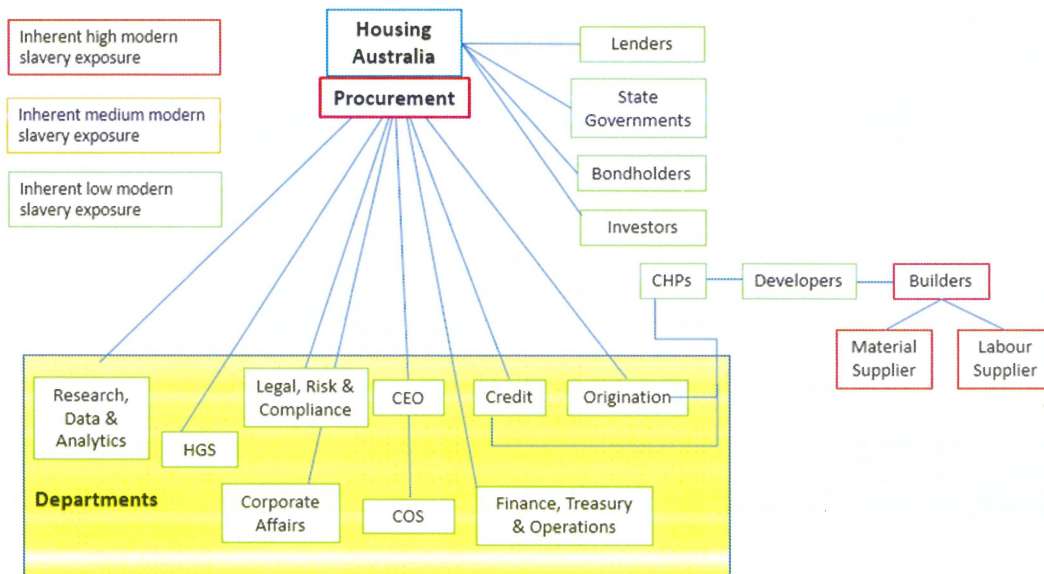 Inherent high modern
slavery exposure
Inherent medium modern
slavery exposure
Inherent low modern
slavery exposure
Housing
Australia
Procurement
Lenders
State
Governments
Bondholders
Investors
CHPs
Developers
Builders
Material
Supplier
Labour
Supplier
Research,
Data &
Analytics
HGS
Legal, Risk &
Compliance
CEO
Credit
Origination
Departments
Corporate
Affairs
COS
Finance, Treasury
& Operations